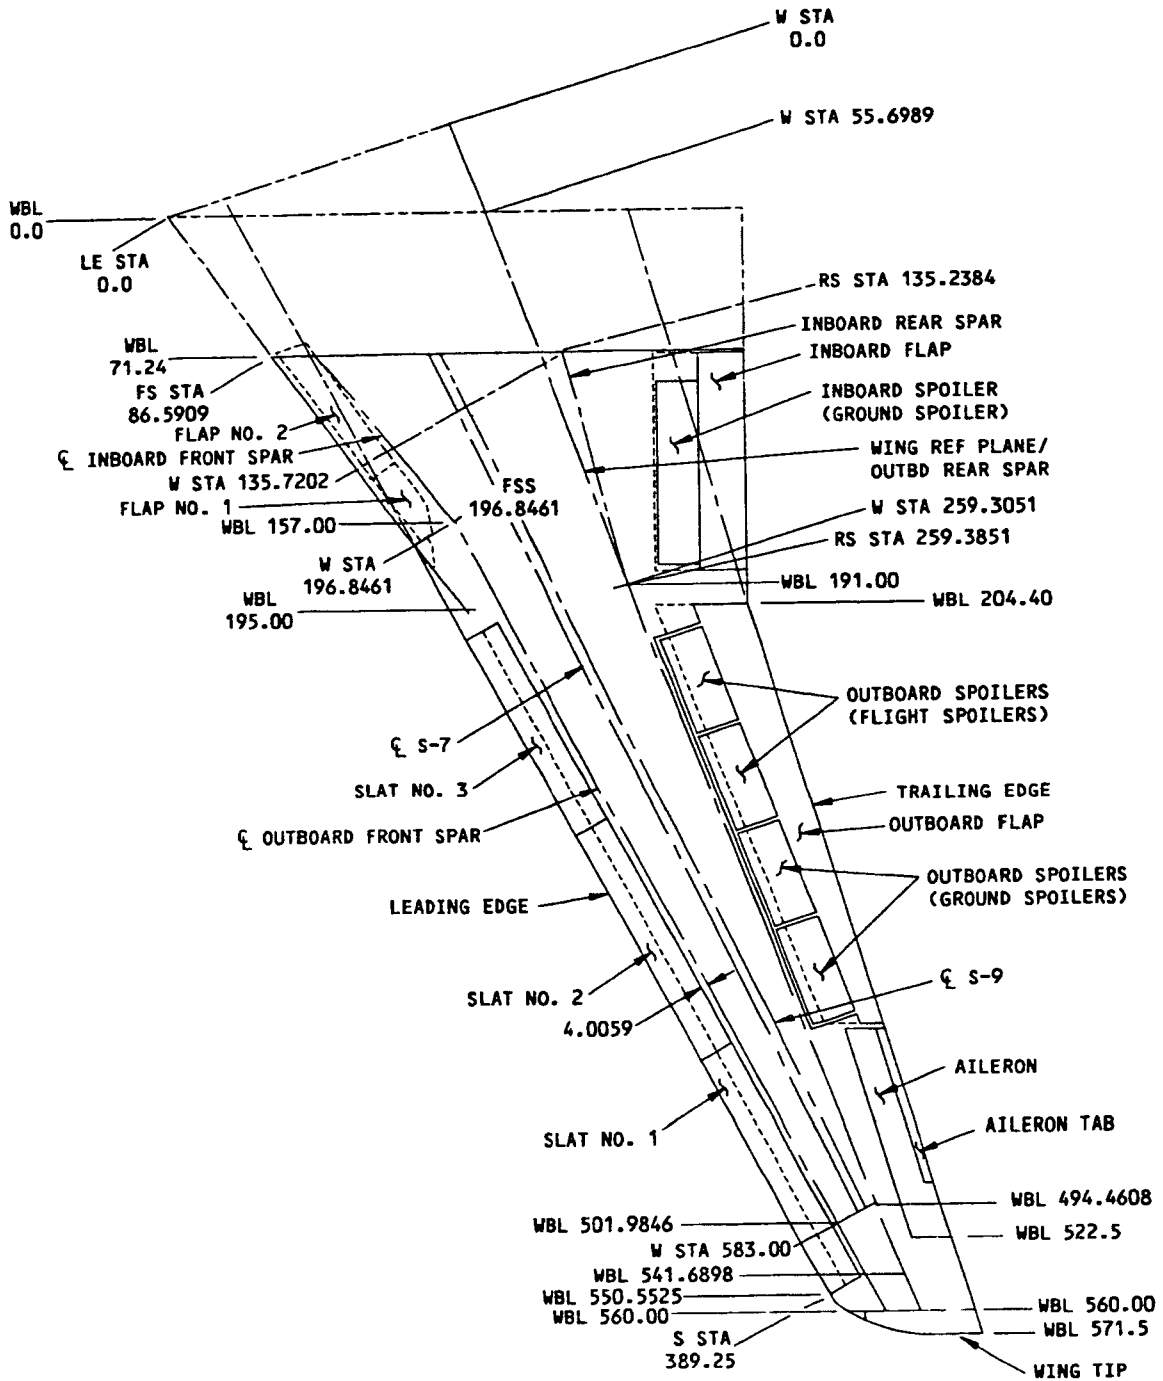 W STA
0.0
W STA 55.6989
WBL
0.0
LE STA
0.0
RS STA 135.2384
INBOARD REAR SPAR
WBL
71.24
INBOARD FLAP
FS STA
86.5909
INBOARD SPOILER
(GROUND SPOILER)
FLAP NO. 2
℄ INBOARD FRONT SPAR
WING REF PLANE/
OUTBD REAR SPAR
W STA 135.7202
FSS
196.8461
FLAP NO. 1
WBL 157.00
W STA 259.3051
RS STA 259.3851
W STA
196.8461
WBL 191.00
WBL
195.00
WBL 204.40
OUTBOARD SPOILERS
(FLIGHT SPOILERS)
℄ S-7
SLAT NO. 3
TRAILING EDGE
OUTBOARD FLAP
℄ OUTBOARD FRONT SPAR
OUTBOARD SPOILERS
(GROUND SPOILERS)
LEADING EDGE
℄ S-9
SLAT NO. 2
4.0059
AILERON
SLAT NO. 1
AILERON TAB
WBL 494.4608
WBL 501.9846
WBL 522.5
W STA 583.00
WBL 541.6898
WBL 550.5525
WBL 560.00
WBL 560.00
WBL 571.5
S STA
389.25
WING TIP